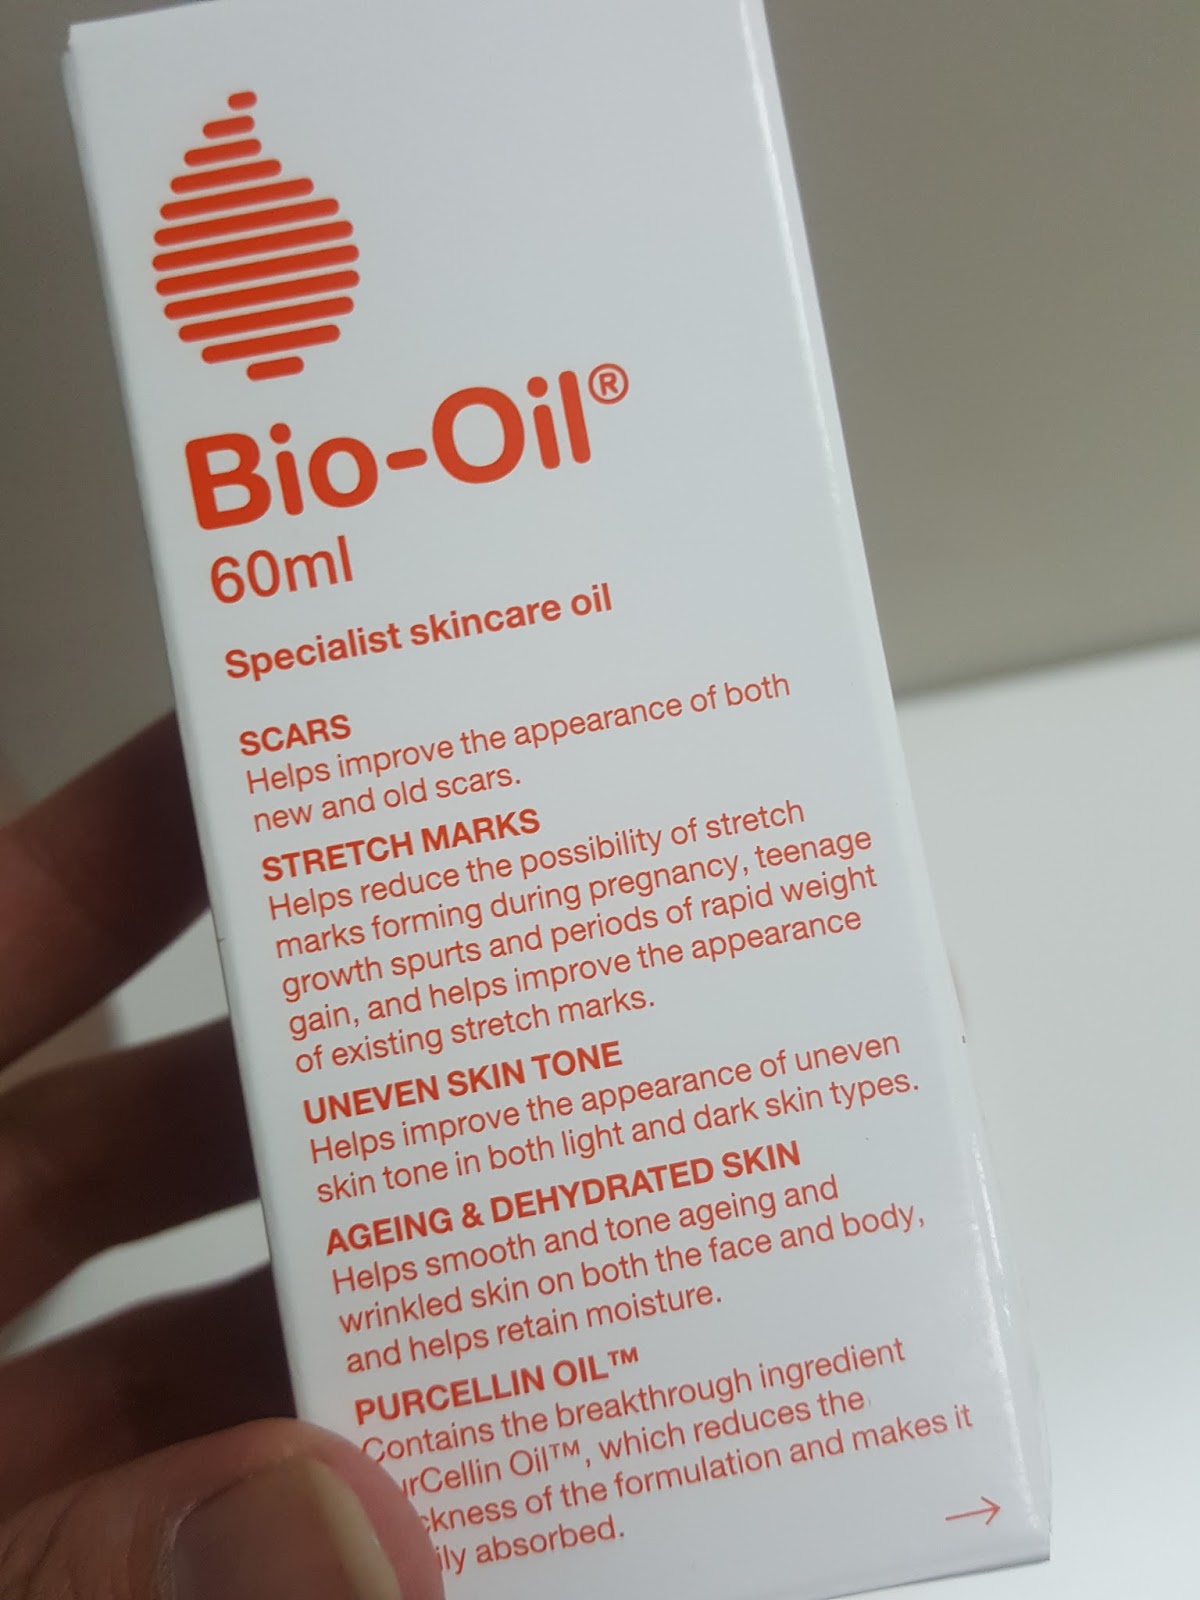 Bio-Oil®
60ml
Specialist skincare oil
SCARS
Helps improve the appearance of both
new and old scars.
STRETCH MARKS
Helps reduce the possibility of stretch
marks forming during pregnancy, teenage
growth spurts and periods of rapid weight
gain, and helps improve the appearance
of existing stretch marks.
UNEVEN SKIN TONE
Helps improve the appearance of uneven
skin tone in both light and dark skin types.
AGEING & DEHYDRATED SKIN
Helps smooth and tone ageing and
wrinkled skin on both the face and body,
and helps retain moisture.
PURCELLIN OIL™
Contains the breakthrough ingredient
Oil™, which reduces the
of the formulation and makes it
absorbed.